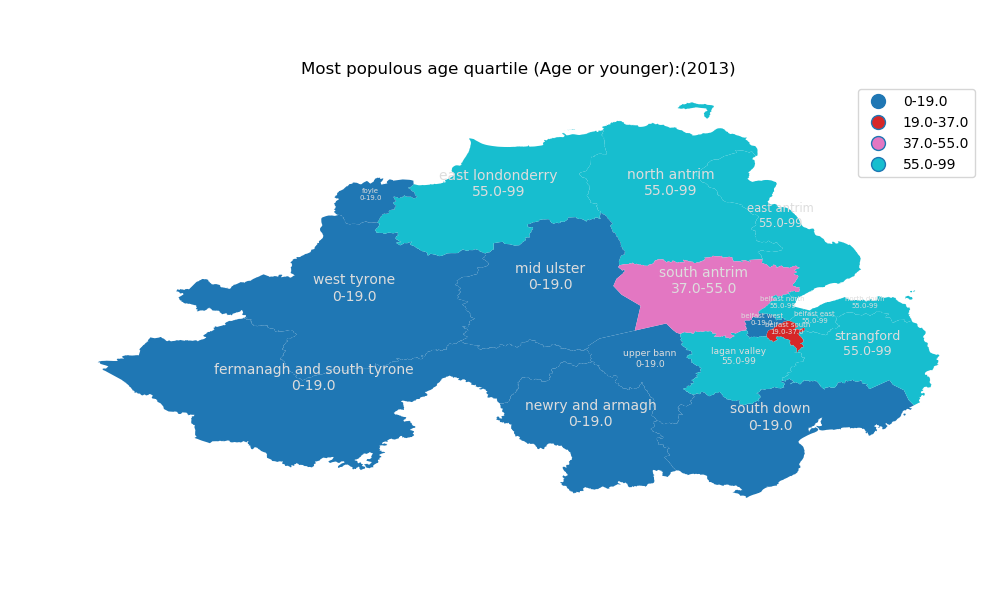 Most populous age quartile (Age or younger):(2013)
0-19.0
19.0-37.0
37.0-55.0
55.0-99
foyle
0-19.0
east londonderry
55.0-99
north antrim
55.0-99
east antrim
55.0-99
west tyrone
0-19.0
mid ulster
0-19.0
south antrim
37.0-55.0
belfast north
55.0-99
north down
55.0-99
belfast west
0-19.0
belfast east
55.0-99
belfast south
19.0-37.0
strangford
55.0-99
upper bann
0-19.0
lagan valley
55.0-99
fermanagh and south tyrone
0-19.0
newry and armagh
0-19.0
south down
0-19.0